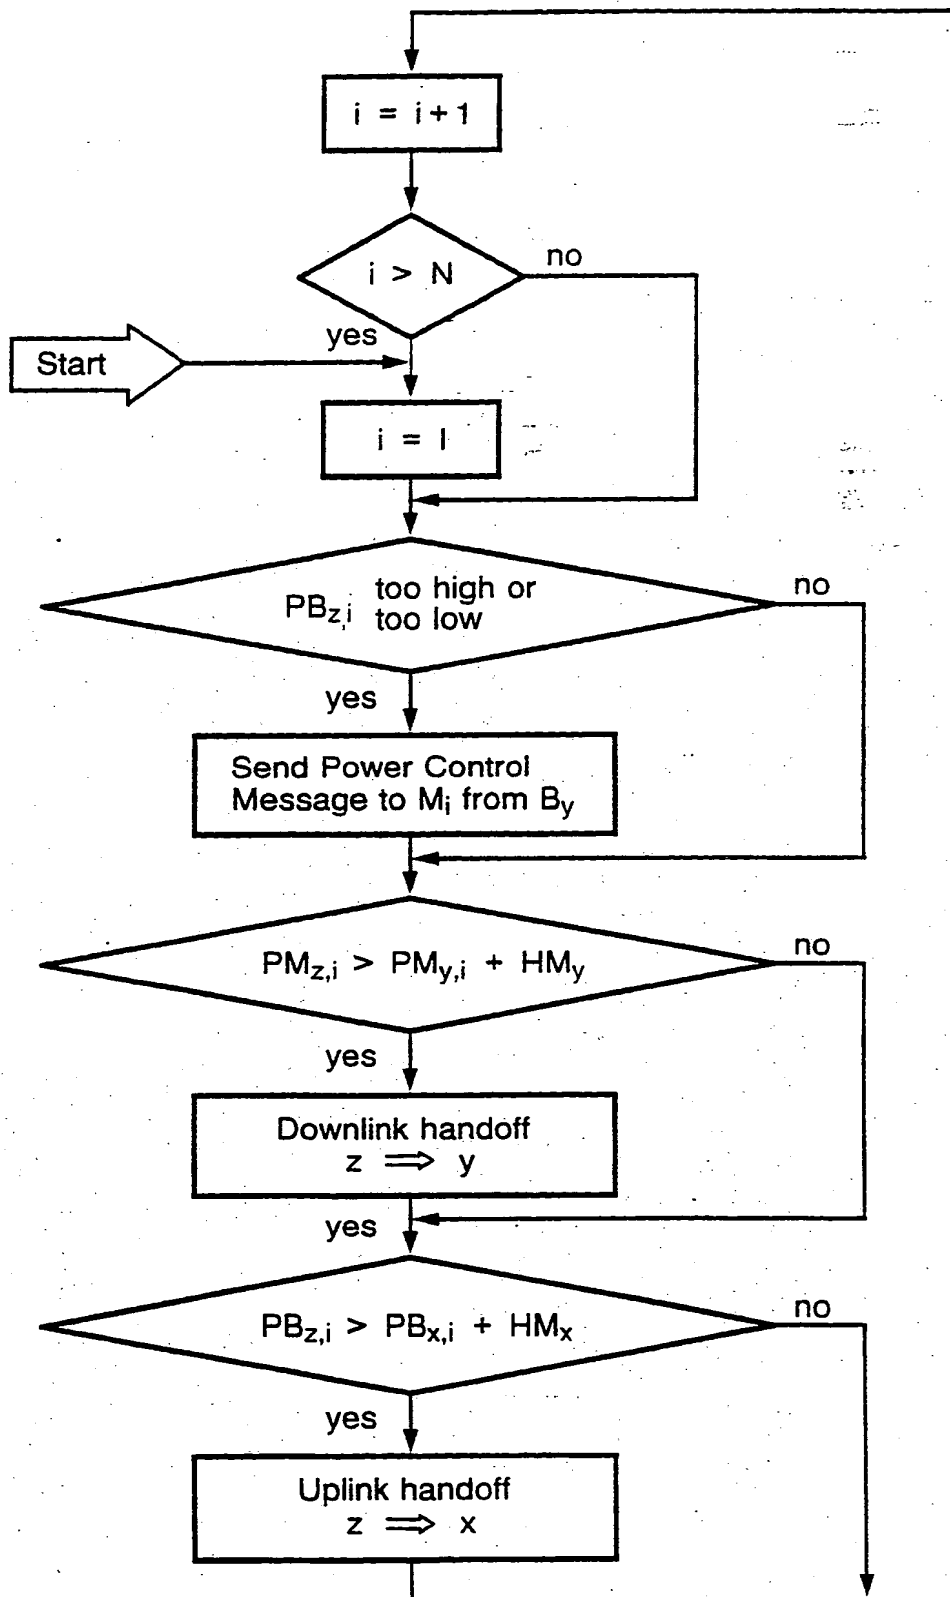 i = i+1
i > N
no
yes
Start
i = I
PBz,i too high or
too low
no
yes
Send Power Control
Message to Mi from By
PMz,i > PMy,i + HMy
no
yes
Downlink handoff
z ⟹ y
yes
PBz,i > PBx,i + HMx
no
yes
Uplink handoff
z ⟹ x